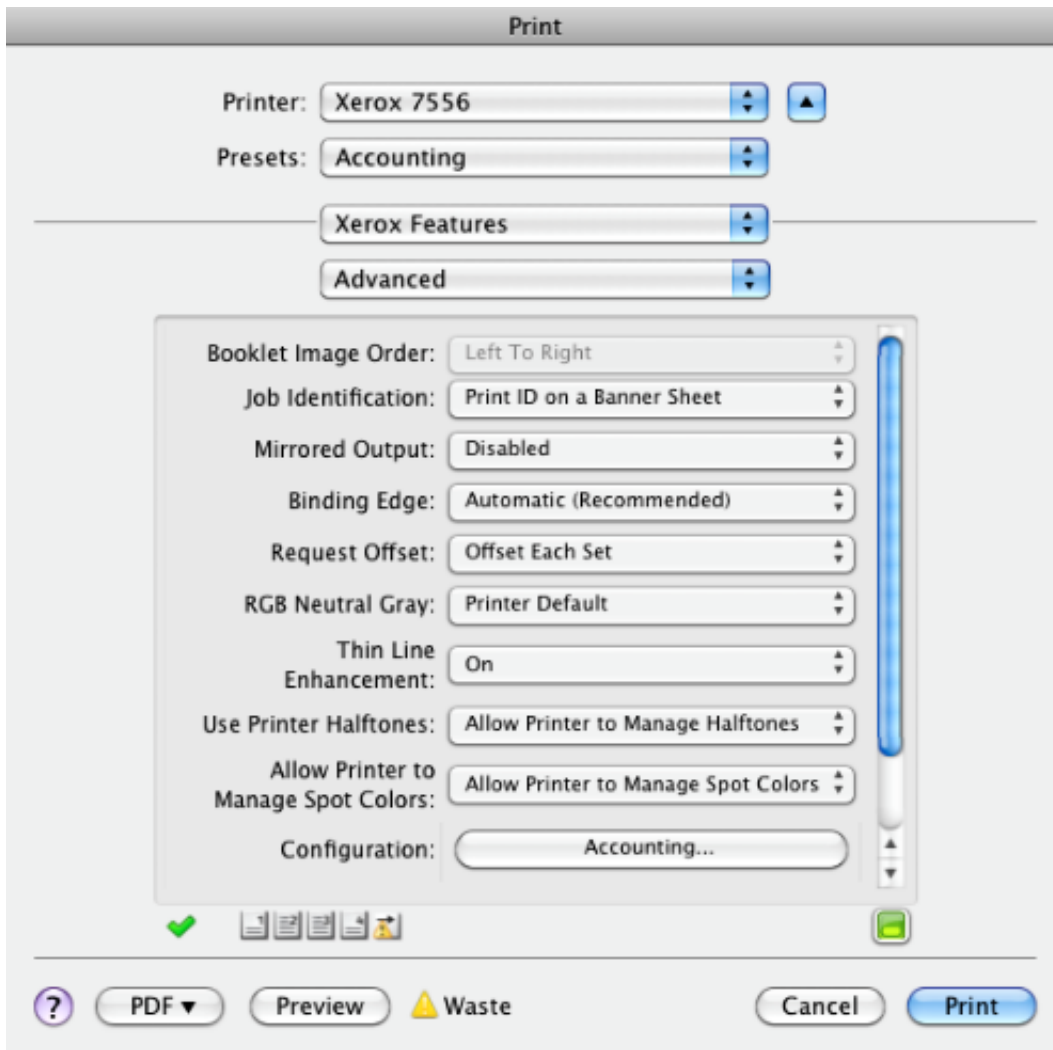 Print
Printer: Xerox 7556
Presets: Accounting
Xerox Features
Advanced
Booklet Image Order: Left To Right
Job Identification: Print ID on a Banner Sheet
Mirrored Output: Disabled
Binding Edge: Automatic (Recommended)
Request Offset: Offset Each Set
RGB Neutral Gray: Printer Default
Thin Line
Enhancement: On
Use Printer Halftones: Allow Printer to Manage Halftones
Allow Printer to
Manage Spot Colors: Allow Printer to Manage Spot Colors
Configuration: Accounting...
? PDF Preview Waste Cancel Print